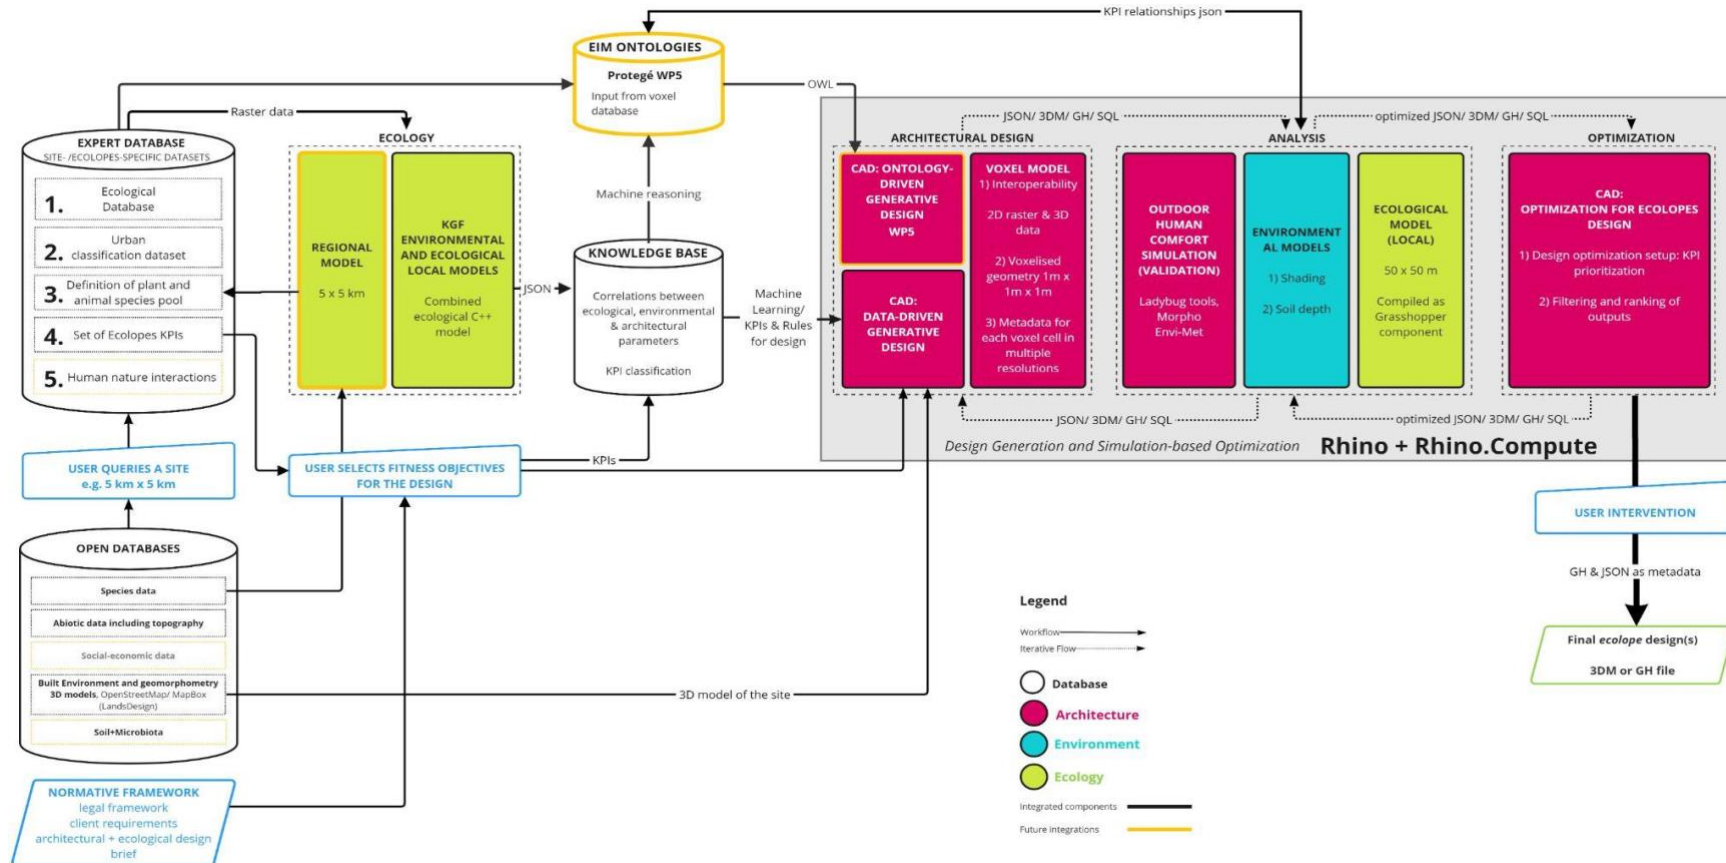 KPI relationships json
EIM ONTOLOGIES
Protegé WP5
Input from voxel
database
OWL
Raster data
ECOLOGY
EXPERT DATABASE
SITE- /ECOLOPES-SPECIFIC DATASETS
1.
Ecological
Database
2.
Urban
classification dataset
3.
Definition of plant and
animal species pool
4.
Set of Ecolopes KPIs
5.
Human nature interactions
REGIONAL
MODEL
5 x 5 km
KGF
ENVIRONMENTAL
AND ECOLOGICAL
LOCAL MODELS
Combined
ecological C++
model
JSON
Machine reasoning
KNOWLEDGE BASE
Correlations between
ecological, environmental
& architectural
parameters
KPI classification
Machine
Learning/
KPIs & Rules
for design
JSON/ 3DM/ GH/ SQL
optimized JSON/ 3DM/ GH/ SQL
ARCHITECTURAL DESIGN
ANALYSIS
OPTIMIZATION
CAD: ONTOLOGY-
DRIVEN
GENERATIVE
DESIGN
WP5
CAD:
DATA-DRIVEN
GENERATIVE
DESIGN
VOXEL MODEL
1) Interoperability
2D raster & 3D
data
2) Voxelised
geometry 1m x
1m x 1m
3) Metadata for
each voxel cell in
multiple
resolutions
OUTDOOR
HUMAN
COMFORT
SIMULATION
(VALIDATION)
Ladybug tools,
Morpho
Envi-Met
ENVIRONMENT
AL MODELS
1) Shading
2) Soil depth
ECOLOGICAL
MODEL
(LOCAL)
50 x 50 m
Compiled as
Grasshopper
component
CAD:
OPTIMIZATION FOR ECOLOPES
DESIGN
1) Design optimization setup: KPI
prioritization
2) Filtering and ranking of
outputs
JSON/ 3DM/ GH/ SQL
optimized JSON/ 3DM/ GH/ SQL
Design Generation and Simulation-based Optimization Rhino + Rhino.Compute
USER QUERIES A SITE
e.g. 5 km x 5 km
USER SELECTS FITNESS OBJECTIVES
FOR THE DESIGN
KPIs
USER INTERVENTION
GH & JSON as metadata
Final ecolope design(s)
3DM or GH file
OPEN DATABASES
Species data
Abiotic data including topography
Social-economic data
Built Environment and geomorphometry
3D models, OpenStreetMap/ MapBox
(LandsDesign)
Soil+Microbiota
3D model of the site
NORMATIVE FRAMEWORK
legal framework
client requirements
architectural + ecological design
brief
Legend
Workflow
Iterative Flow
Database
Architecture
Environment
Ecology
Integrated components
Future integrations